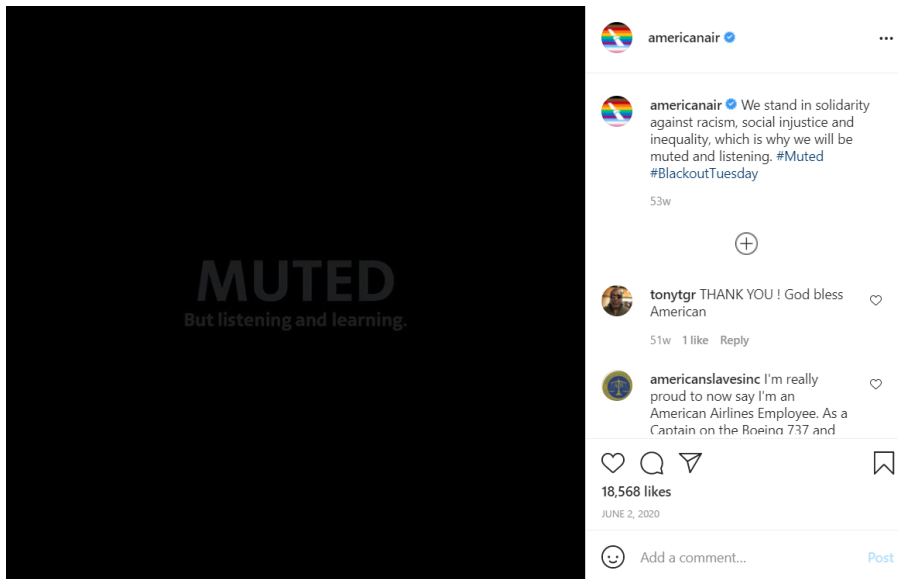 MUTED
But listening and learning.
americanair
americanair We stand in solidarity
against racism, social injustice and
inequality, which is why we will be
muted and listening. #Muted
#BlackoutTuesday
53w
tonytgr THANK YOU ! God bless
American
51w 1 like Reply
americanslavesinc I'm really
proud to now say I'm an
American Airlines Employee. As a
Captain on the Boeing 737 and
18,568 likes
JUNE 2, 2020
Add a comment... Post